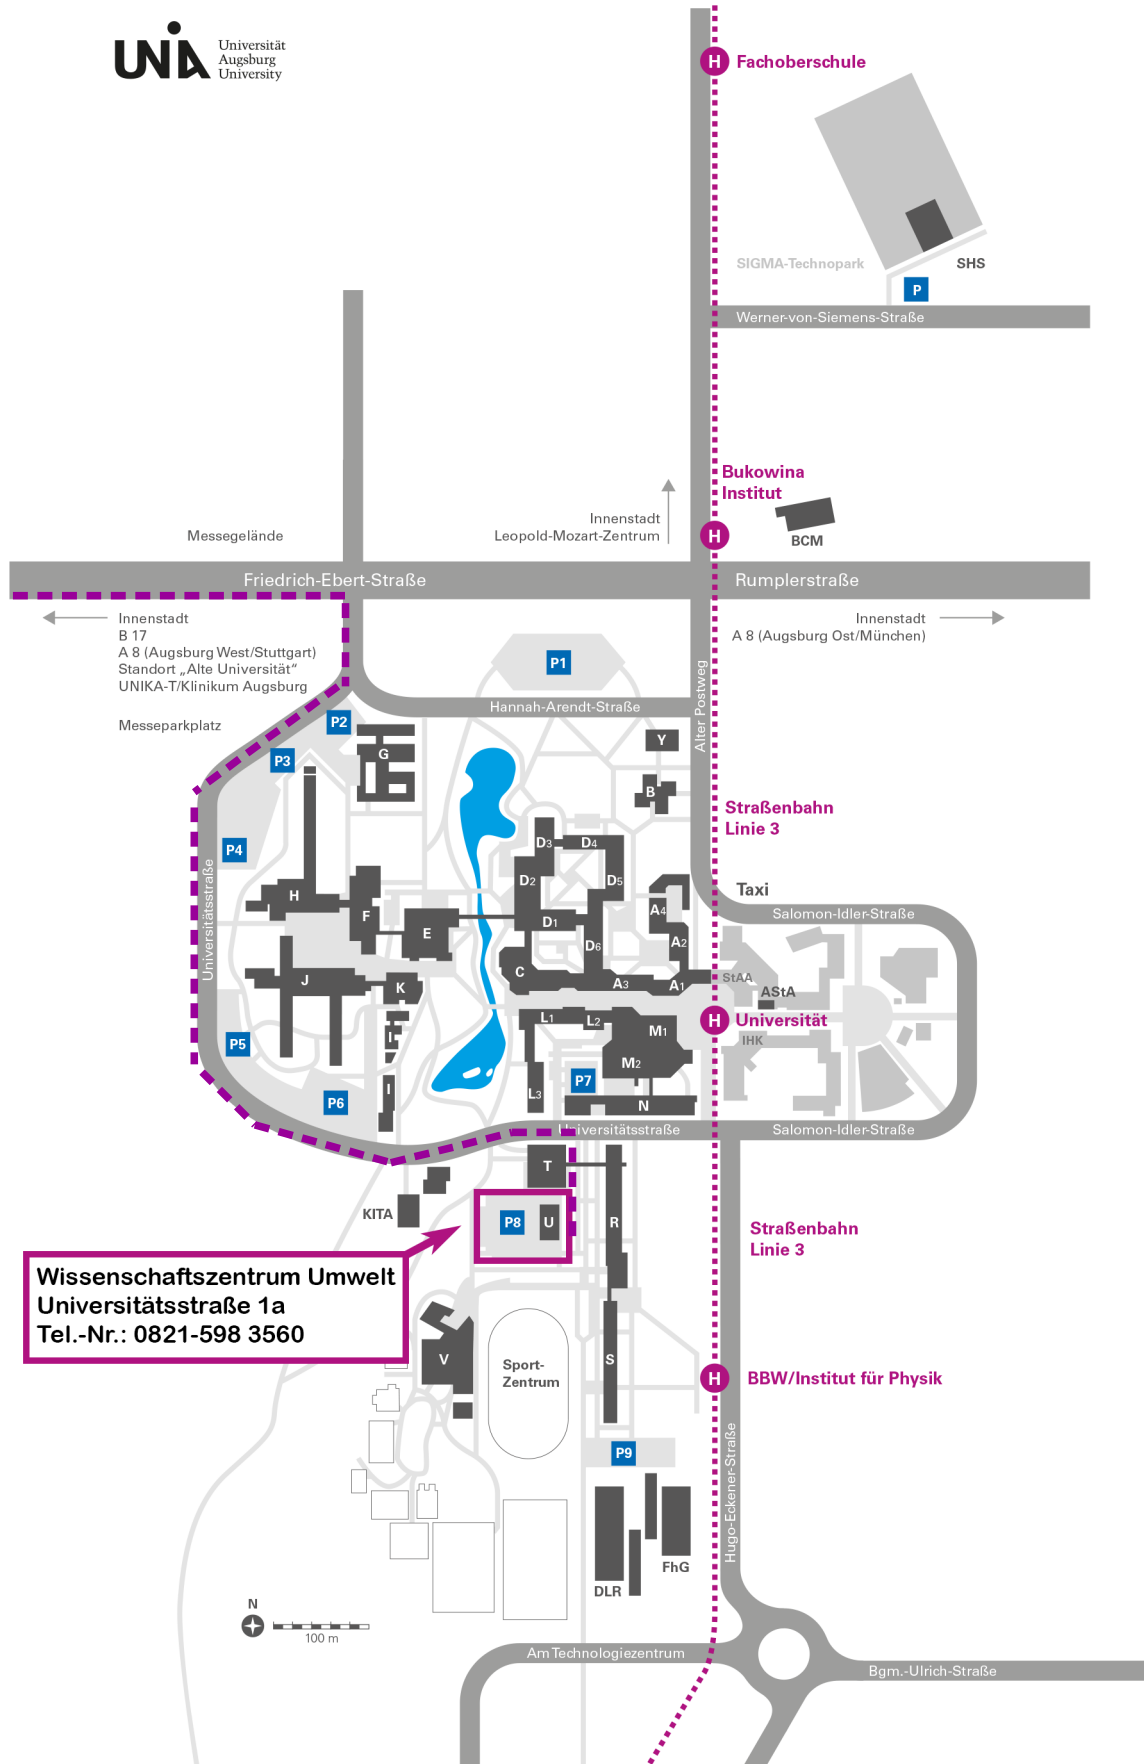 UNIA
Universität
Augsburg
University
H Fachoberschule
SIGMA-Technopark
SHS
P
Werner-von-Siemens-Straße
Bukowina
Institut
Innenstadt
Leopold-Mozart-Zentrum
H
BCM
Messegelände
Friedrich-Ebert-Straße
Rumplerstraße
Innenstadt
B 17
A 8 (Augsburg West/Stuttgart)
Standort „Alte Universität“
UNIKA-T/Klinikum Augsburg
Messeparkplatz
Innenstadt
A 8 (Augsburg Ost/München)
P1
Hannah-Arendt-Straße
Alter Postweg
P2
P3
G
Y
B
Straßenbahn
Linie 3
P4
D3
D4
D2
D5
H
F
E
D1
D6
A4
A2
Taxi
Salomon-Idler-Straße
Universitätsstraße
J
K
C
A3
A1
StAA
AStA
I
L1
L2
M1
M2
H Universität
IHK
P5
P6
I
L3
P7
N
Universitätsstraße
Salomon-Idler-Straße
T
KITA
P8
U
R
Straßenbahn
Linie 3
Wissenschaftszentrum Umwelt
Universitätsstraße 1a
Tel.-Nr.: 0821-598 3560
V
Sport-
Zentrum
S
H BBW/Institut für Physik
P9
Hugo-Eckener-Straße
FhG
DLR
N
100 m
Am Technologiezentrum
Bgm.-Ulrich-Straße